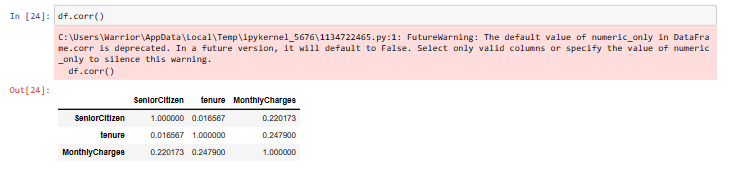 In [24]: df.corr()
C:\Users\Warrior\AppData\Local\Temp\ipykernel_5676\1134722465.py:1: FutureWarning: The default value of numeric_only in DataFra
me.corr is deprecated. In a future version, it will default to False. Select only valid columns or specify the value of numeric
_only to silence this warning.
df.corr()
Out[24]:
SeniorCitizen tenure MonthlyCharges
SeniorCitizen 1.000000 0.016567 0.220173
tenure 0.016567 1.000000 0.247900
MonthlyCharges 0.220173 0.247900 1.000000